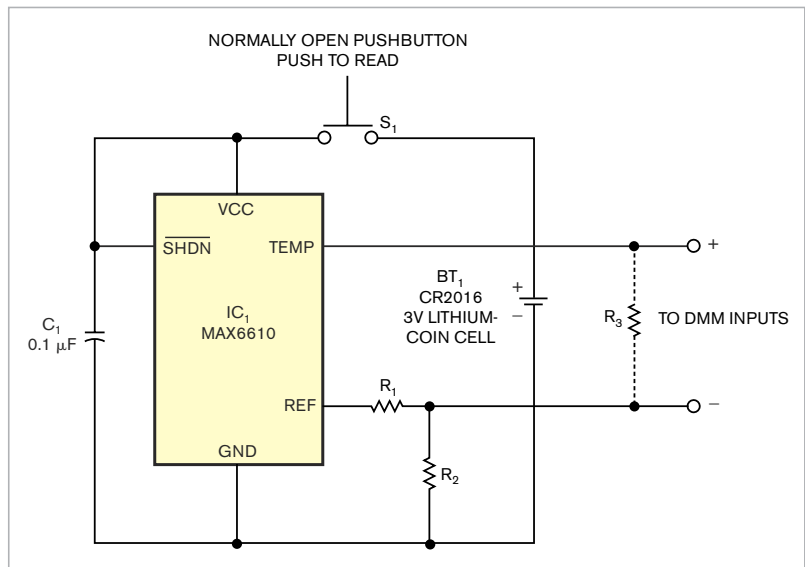 NORMALLY OPEN PUSHBUTTON
PUSH TO READ
S1
VCC
SHDN
TEMP
BT1
CR2016
3V LITHIUM-
COIN CELL
+
−
+
R3
TO DMM INPUTS
IC1
MAX6610
C1
0.1 µF
REF
R1
−
GND
R2